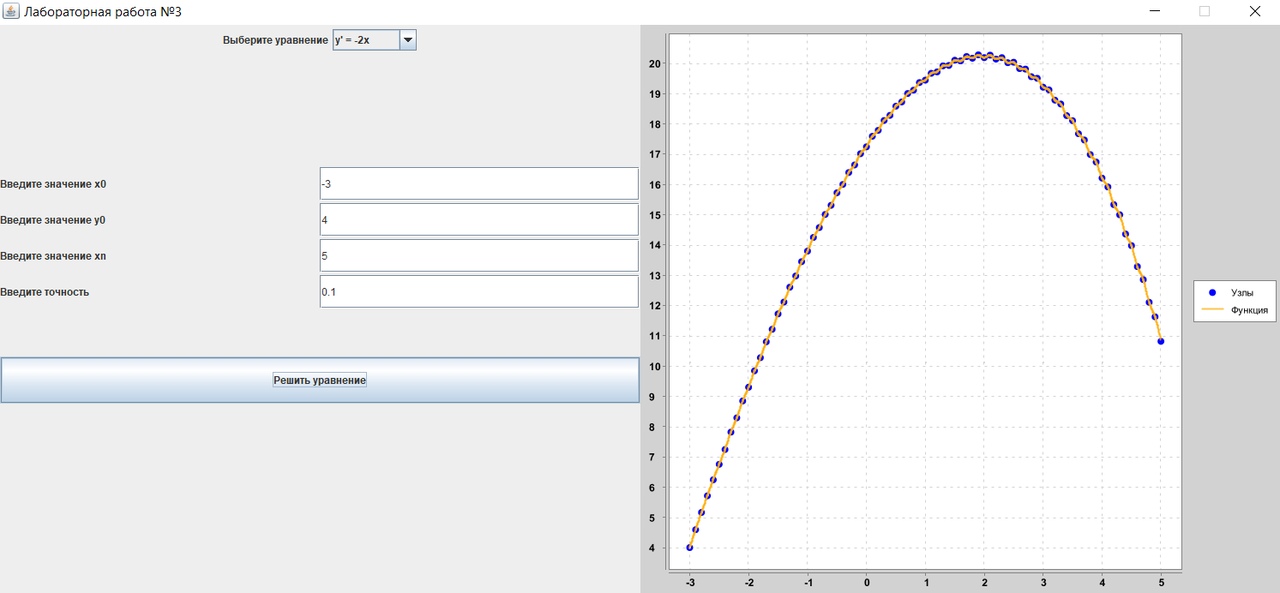 Лабораторная работа №3
Выберите уравнение y' = -2x
Введите значение x0 -3
Введите значение y0 4
Введите значение xn 5
Введите точность 0.1
Решить уравнение
20
19
18
17
16
15
14
13
12
11
10
9
8
7
6
5
4
-3 -2 -1 0 1 2 3 4 5
Узлы
Функция